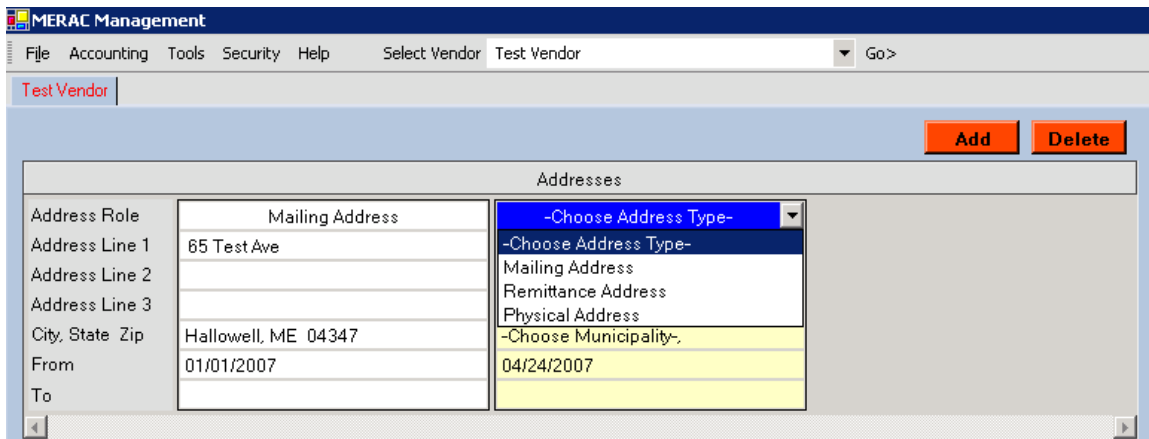 MERAC Management
File Accounting Tools Security Help Select Vendor Test Vendor Go>
Test Vendor
Add Delete
Addresses
Address Role Mailing Address -Choose Address Type-
Address Line 1 65 Test Ave -Choose Address Type-
Address Line 2 Mailing Address
Remittance Address
Address Line 3 Physical Address
City, State Zip Hallowell, ME 04347 -Choose Municipality-,
From 01/01/2007 04/24/2007
To